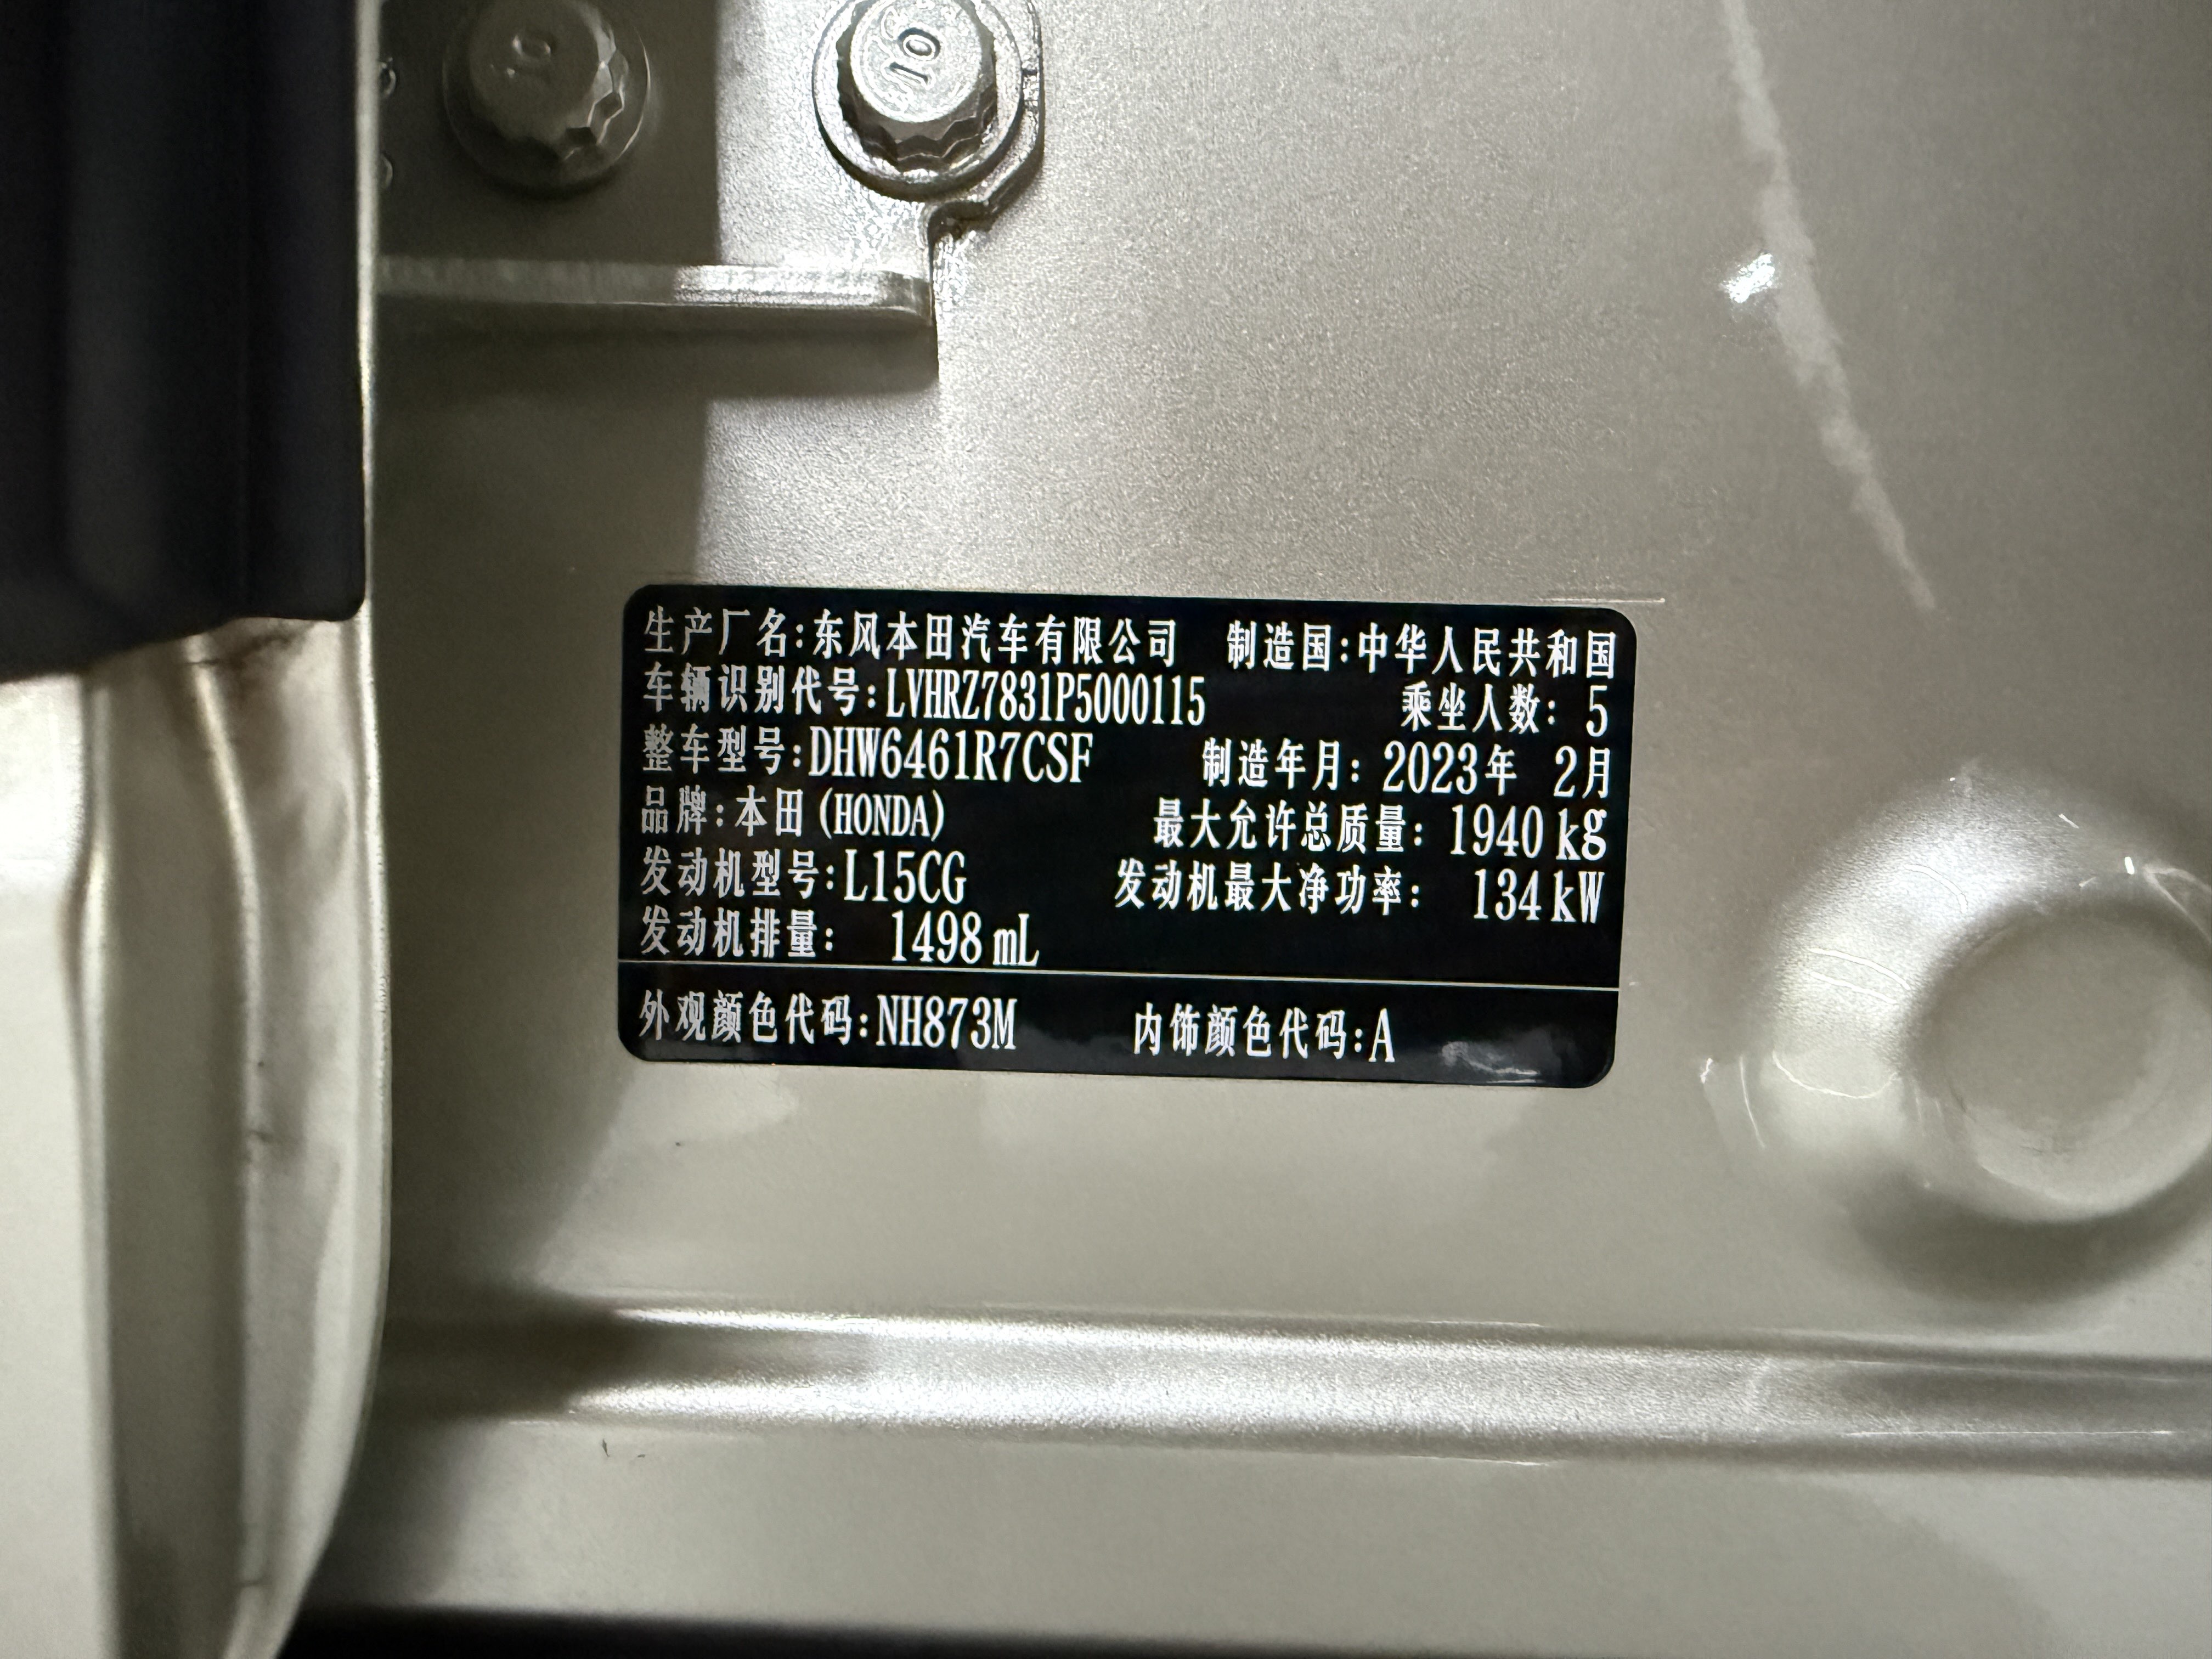 10
10
生产厂名:东风本田汽车有限公司 制造国:中华人民共和国
车辆识别代号:LVHRZ7831P5000115 乘坐人数: 5
整车型号:DHW6461R7CSF 制造年月: 2023年 2月
品牌:本田(HONDA) 最大允许总质量: 1940 kg
发动机型号:L15CG 发动机最大净功率: 134 kW
发动机排量: 1498 mL
外观颜色代码:NH873M 内饰颜色代码:A